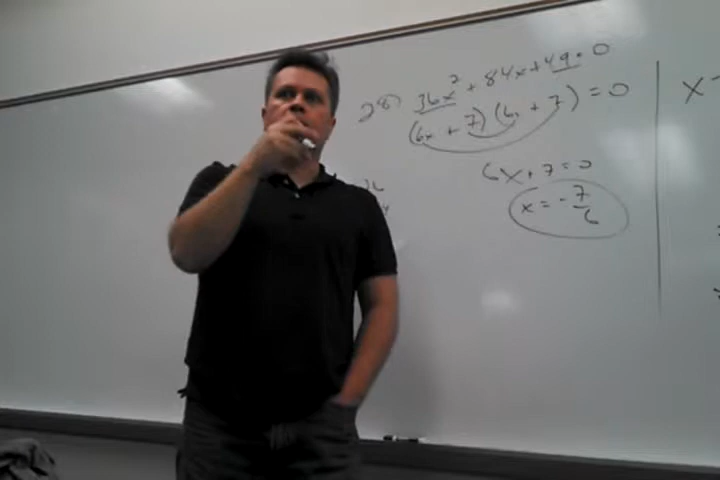 28) 36x² + 84x + 49 = 0
(6x + 7)(6x + 7) = 0
6x + 7 = 0
x = -7/6
x